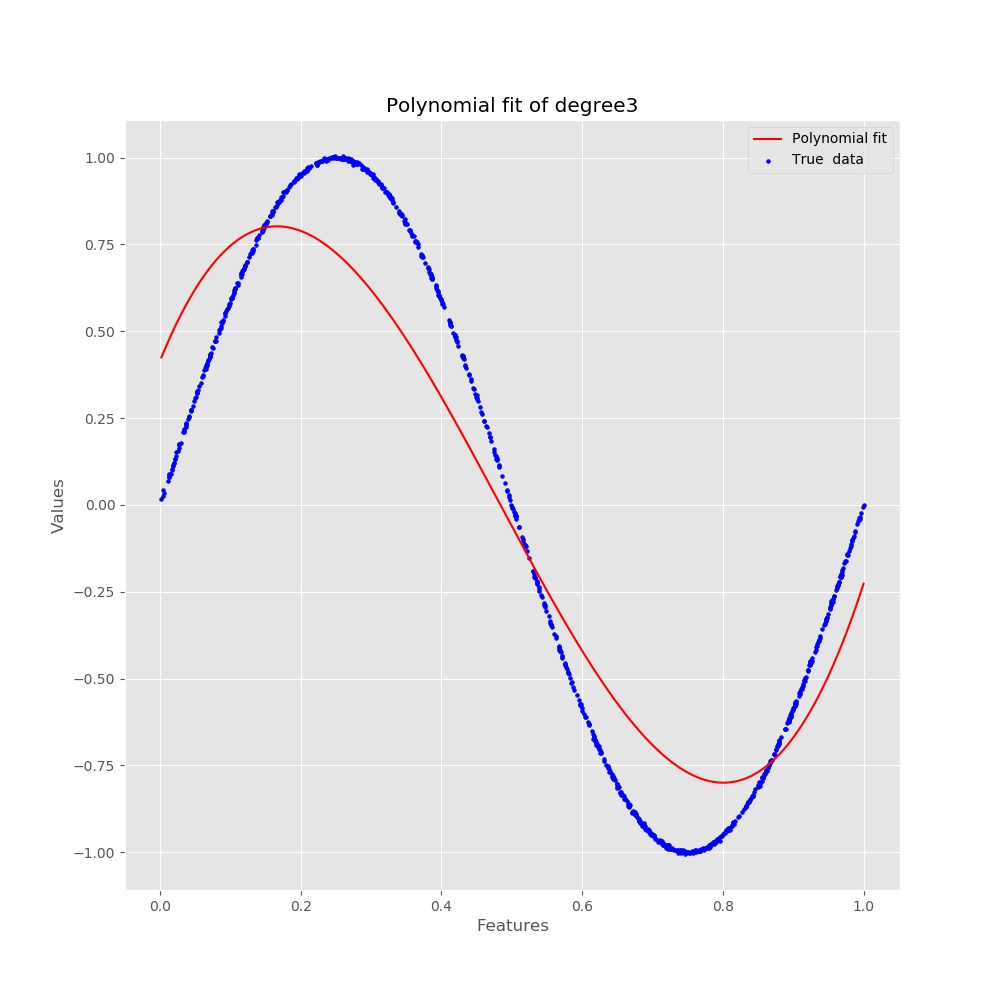 Polynomial fit of degree3
Polynomial fit
True  data
1.00
0.75
0.50
0.25
0.00
−0.25
−0.50
−0.75
−1.00
Values
0.0 0.2 0.4 0.6 0.8 1.0
Features